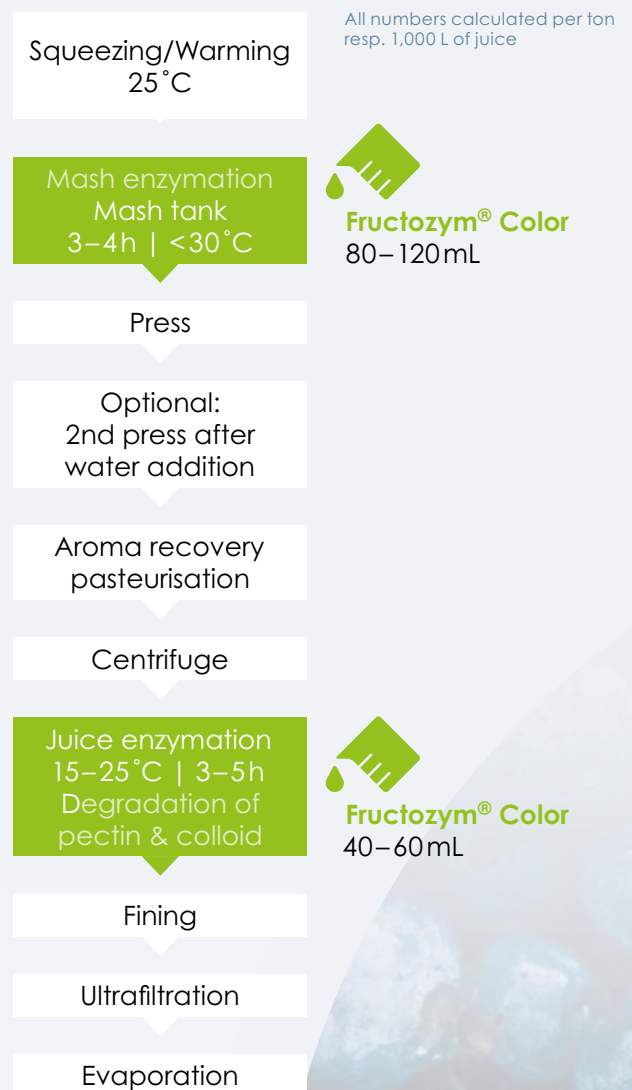 All numbers calculated per ton
resp. 1,000 L of juice
Squeezing/Warming
25˚C
Mash enzymation
Mash tank
3–4h | <30˚C
Fructozym® Color
80–120mL
Press
Optional:
2nd press after
water addition
Aroma recovery
pasteurisation
Centrifuge
Juice enzymation
15–25˚C | 3–5h
Degradation of
pectin & colloid
Fructozym® Color
40–60mL
Fining
Ultrafiltration
Evaporation